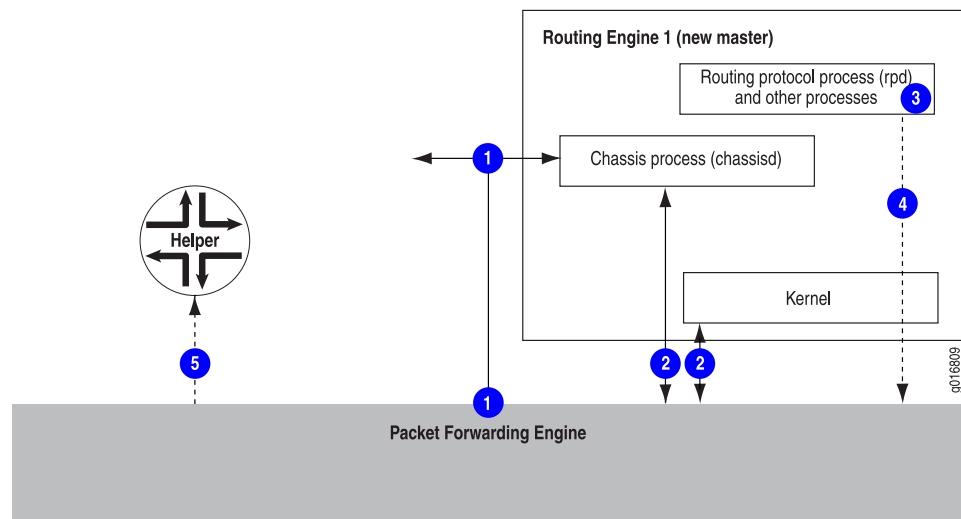 Routing Engine 1 (new master)
Routing protocol process (rpd)
and other processes
3
1
Chassis process (chassisd)
4
Helper
Kernel
5
2
2
g016809
1
Packet Forwarding Engine